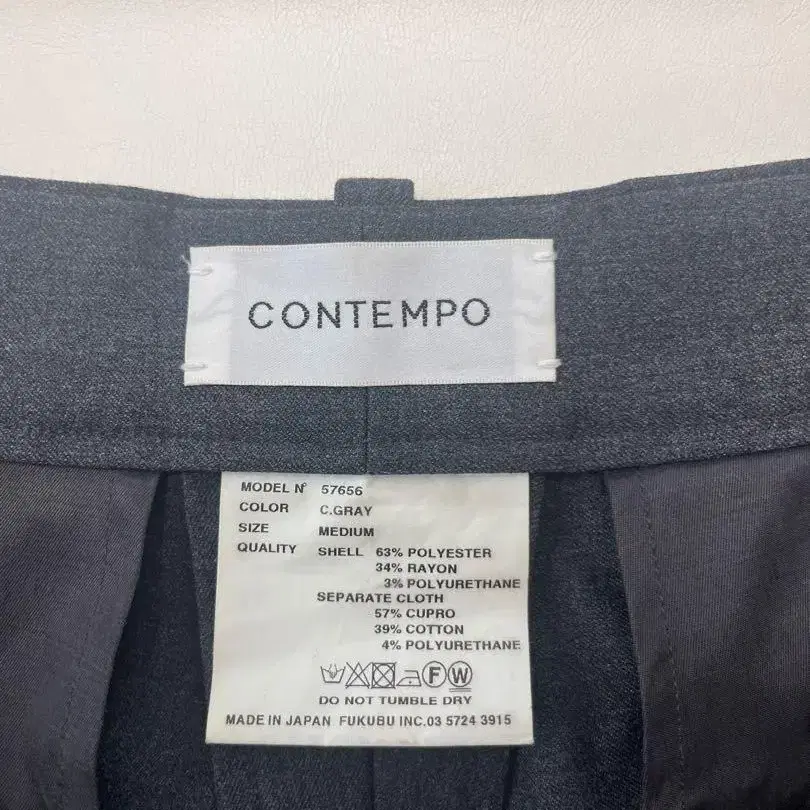 CONTEMPO
MODEL Nº 57656
COLOR C.GRAY
SIZE MEDIUM
QUALITY SHELL 63% POLYESTER
34% RAYON
3% POLYURETHANE
SEPARATE CLOTH
57% CUPRO
39% COTTON
4% POLYURETHANE
F W
DO NOT TUMBLE DRY
MADE IN JAPAN FUKUBU INC.03 5724 3915